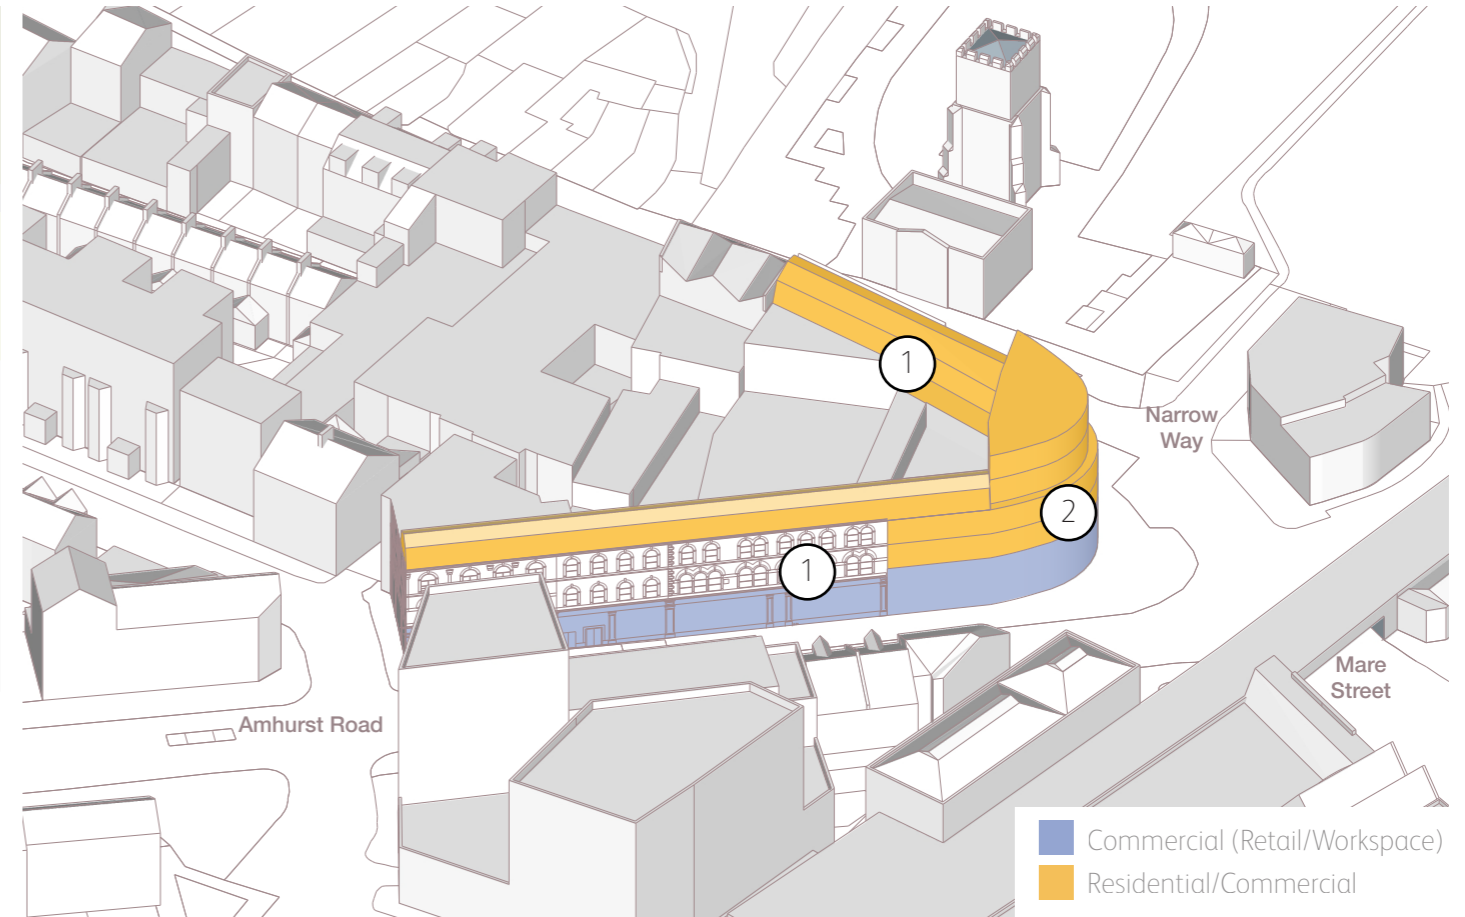 1
Narrow
Way
2
1
Mare
Street
Amhurst Road
Commercial (Retail/Workspace)
Residential/Commercial